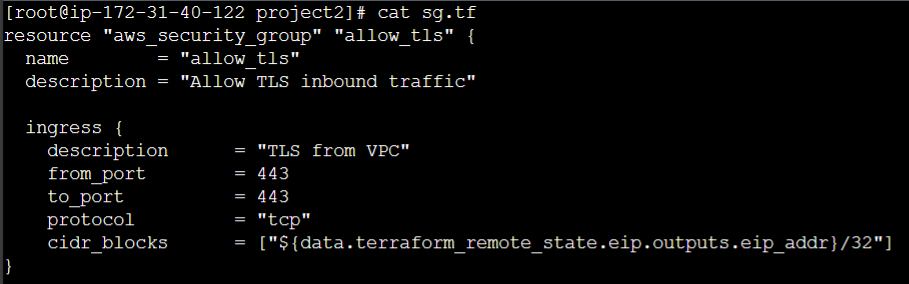 [root@ip-172-31-40-122 project2]# cat sg.tf
resource "aws_security_group" "allow_tls" {
  name        = "allow_tls"
  description = "Allow TLS inbound traffic"

  ingress {
    description      = "TLS from VPC"
    from_port        = 443
    to_port          = 443
    protocol         = "tcp"
    cidr_blocks      = ["${data.terraform_remote_state.eip.outputs.eip_addr}/32"]
}